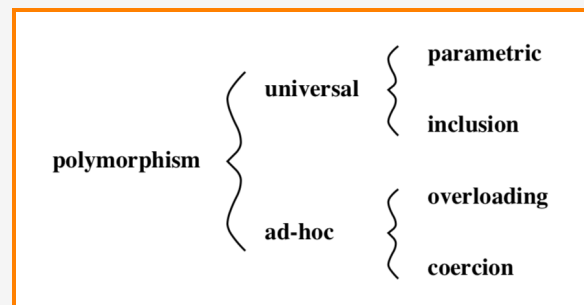 parametric
universal
inclusion
polymorphism
overloading
ad-hoc
coercion